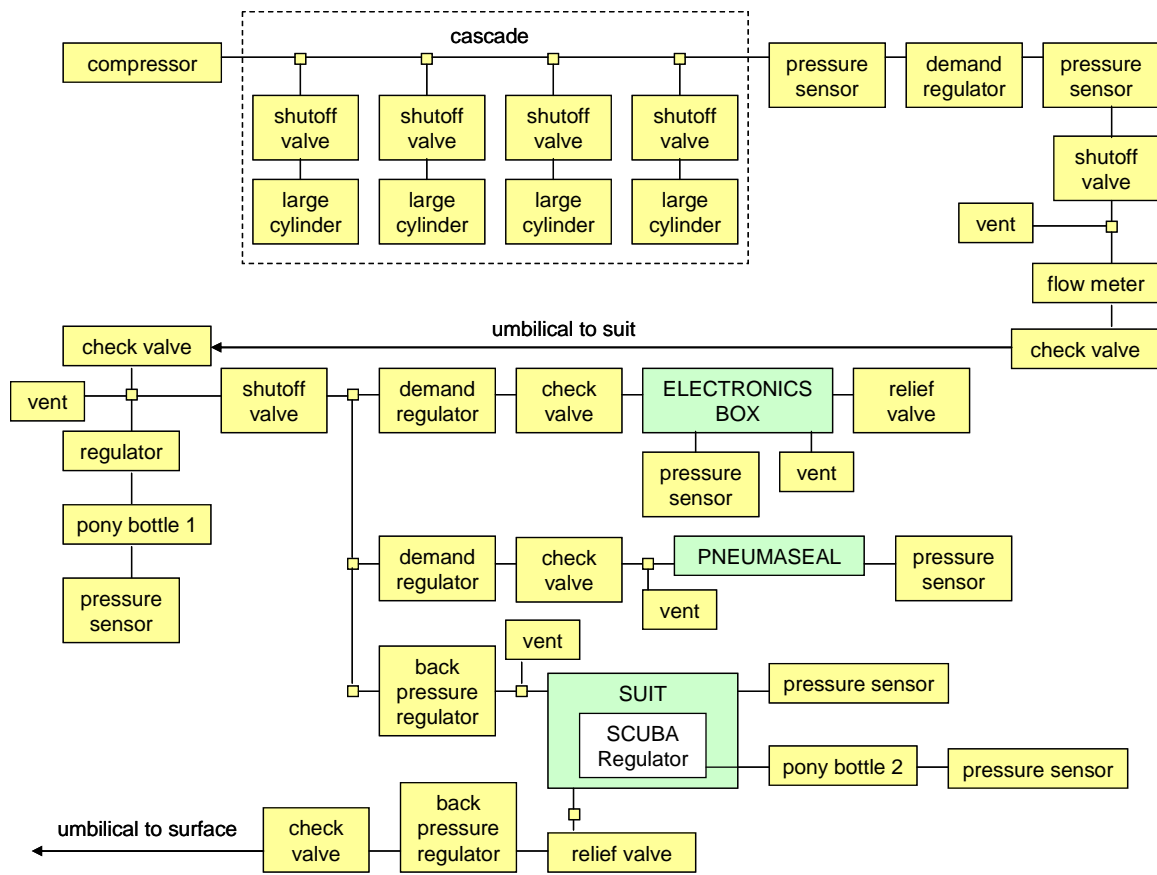 cascade
compressor
pressure
sensor
demand
regulator
pressure
sensor
shutoff
valve
shutoff
valve
shutoff
valve
shutoff
valve
shutoff
valve
large
cylinder
large
cylinder
large
cylinder
large
cylinder
vent
flow meter
umbilical to suit
check valve
check valve
vent
shutoff
valve
demand
regulator
check
valve
ELECTRONICS
BOX
relief
valve
regulator
pressure
sensor
vent
pony bottle 1
demand
regulator
check
valve
PNEUMASEAL
pressure
sensor
pressure
sensor
vent
vent
back
pressure
regulator
SUIT
SCUBA
Regulator
pressure sensor
pony bottle 2
pressure sensor
umbilical to surface
check
valve
back
pressure
regulator
relief valve